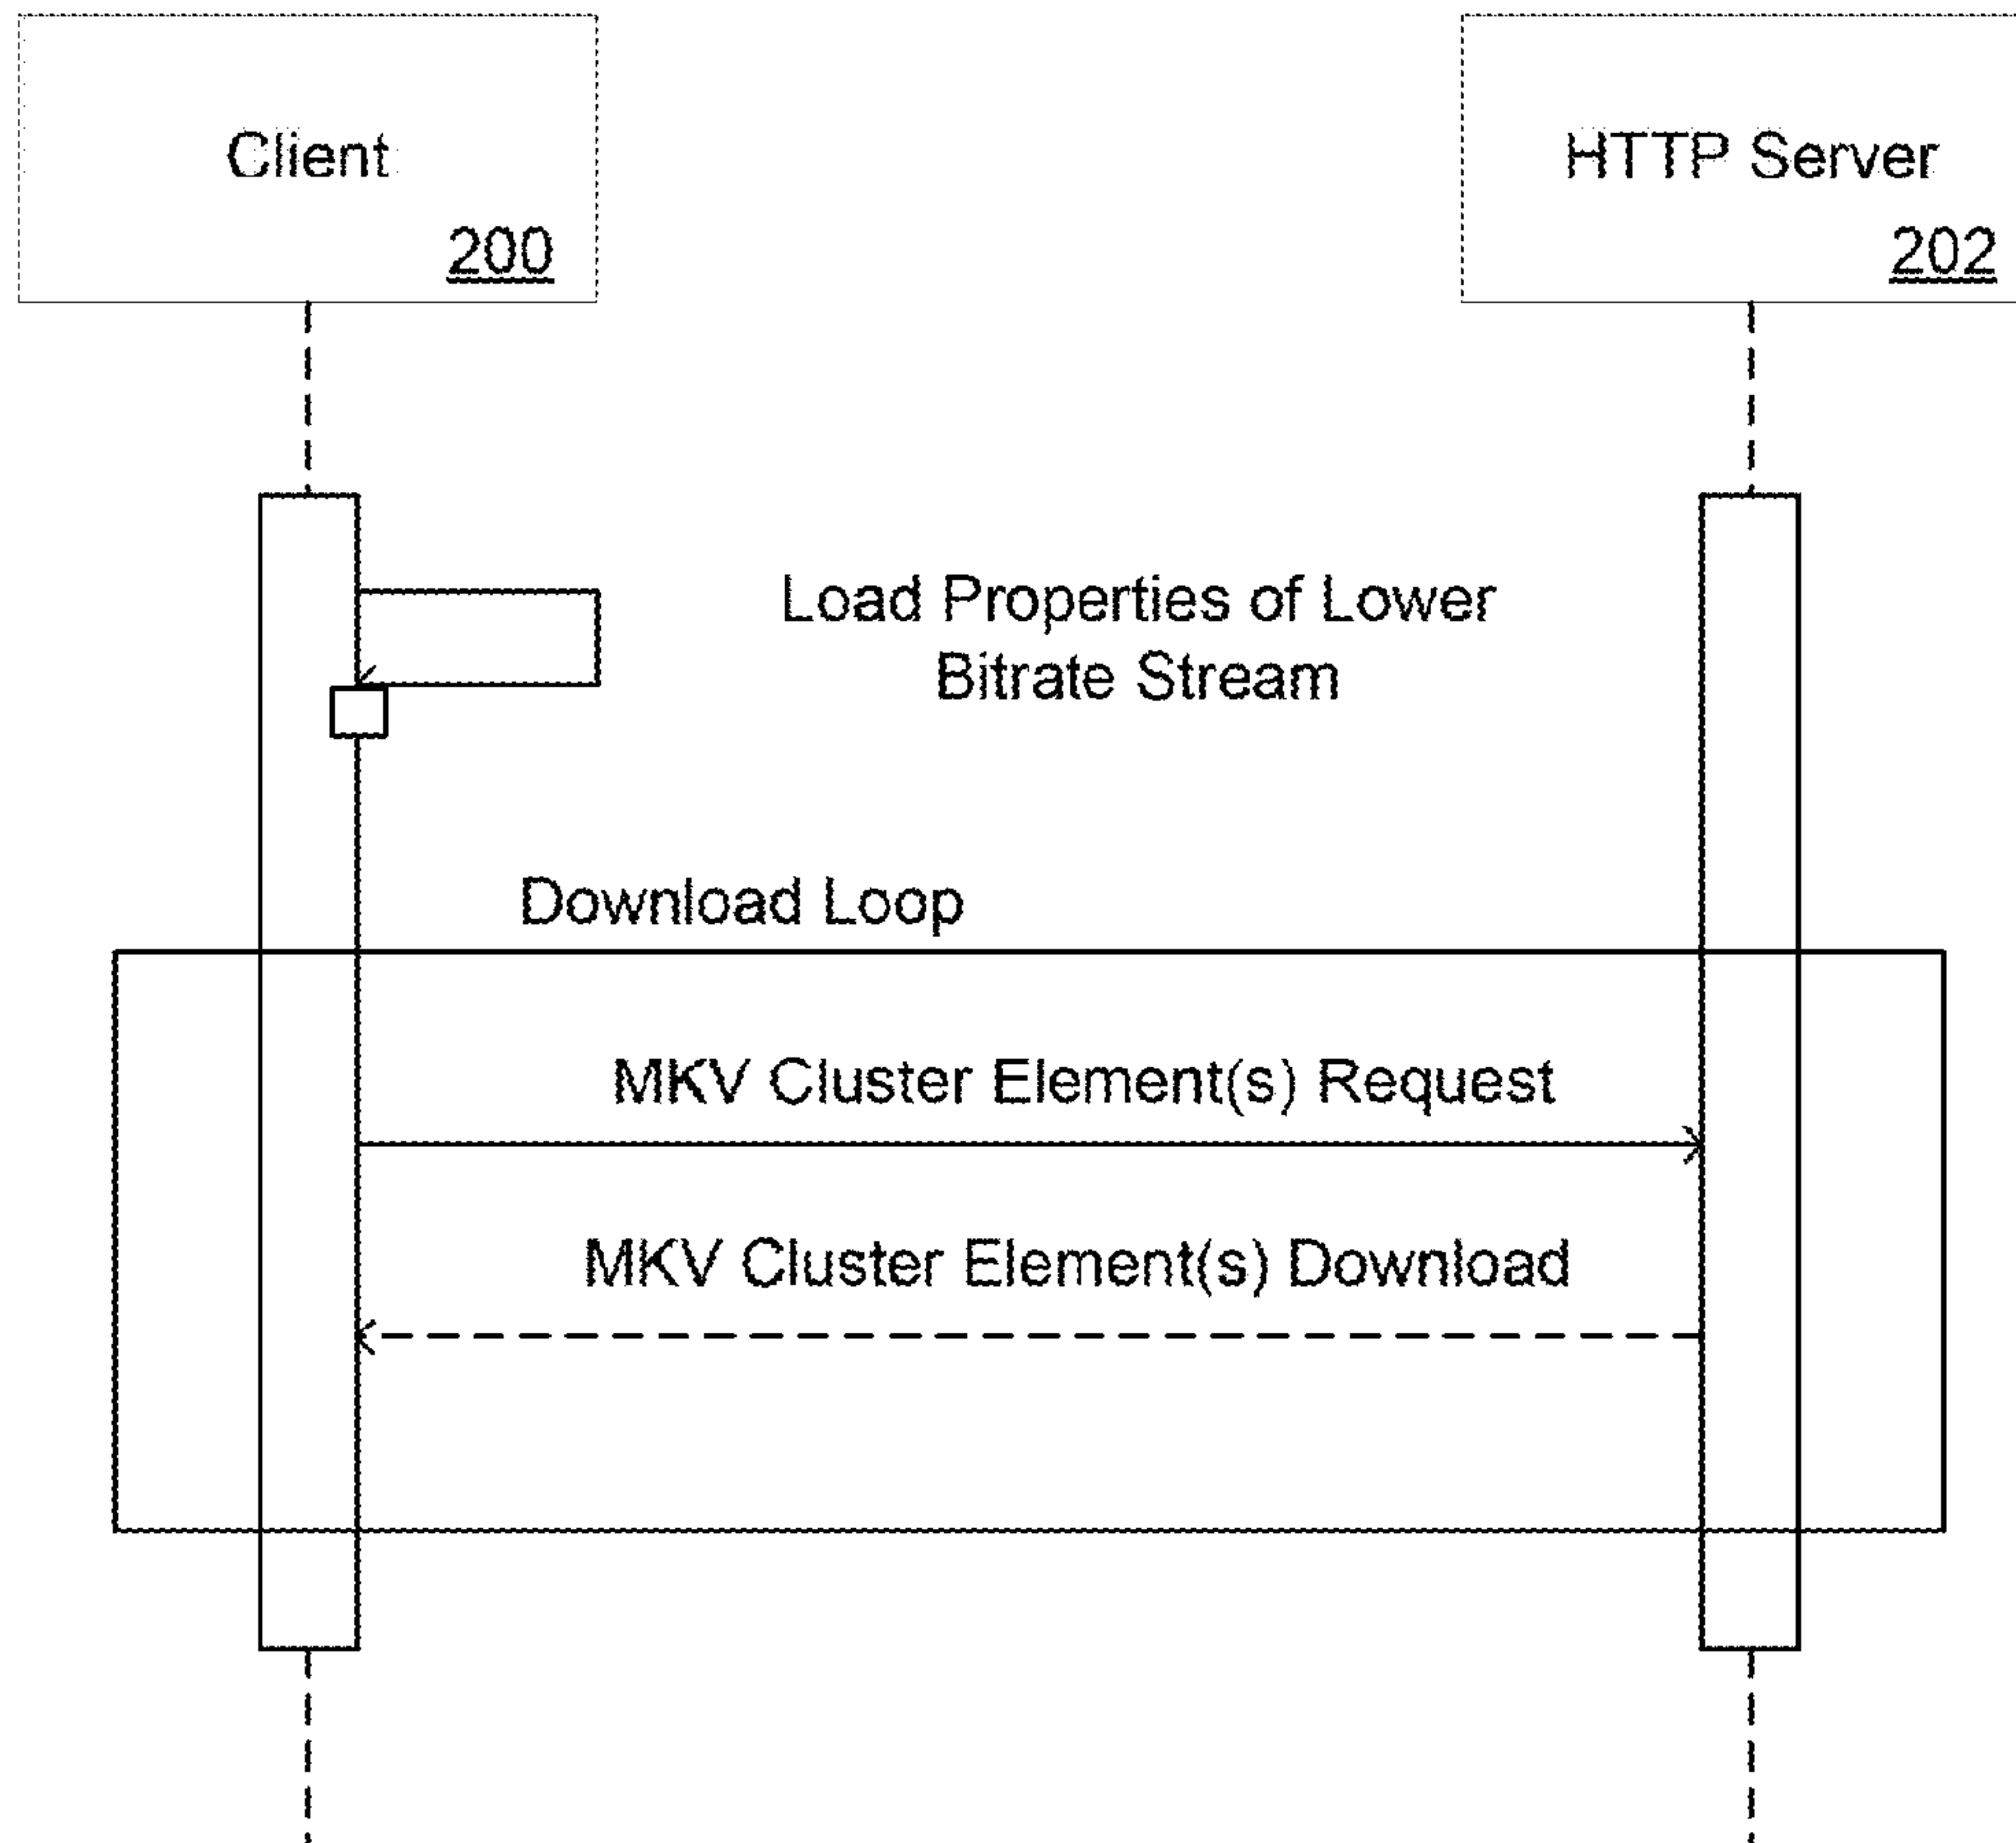 Client
200
HTTP Server
202
Load Properties of Lower
Bitrate Stream
Download Loop
MKV Cluster Element(s) Request
MKV Cluster Element(s) Download